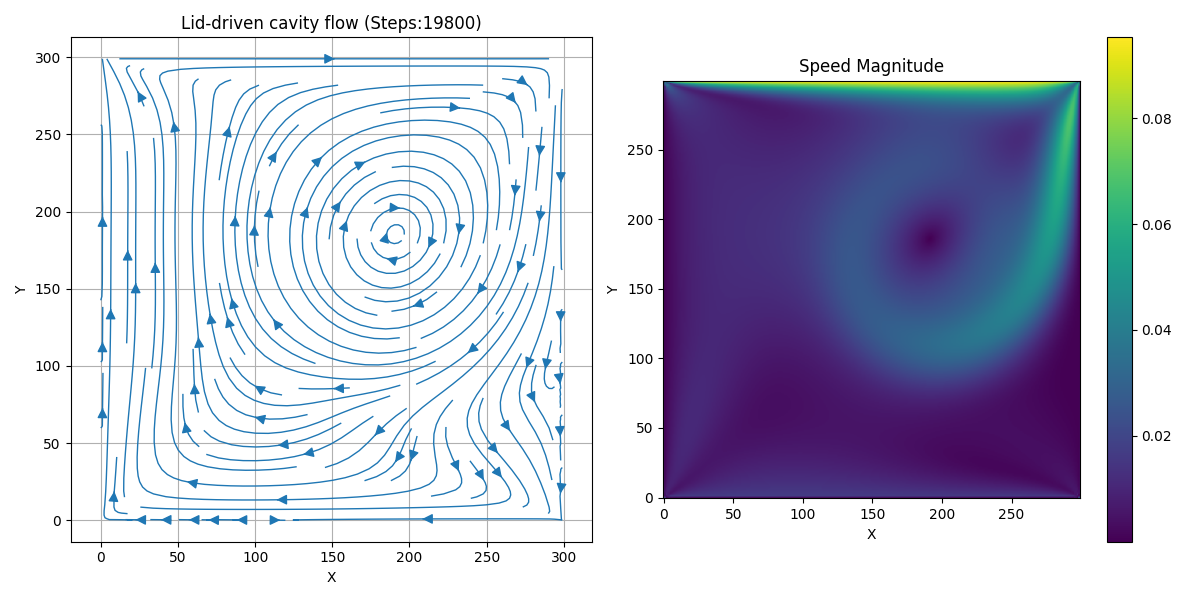 Lid-driven cavity flow (Steps:19800)
300
250
200
150
100
50
0
Y
0 50 100 150 200 250 300
X
Speed Magnitude
250
200
150
100
50
0
Y
0 50 100 150 200 250
X
0.08
0.06
0.04
0.02